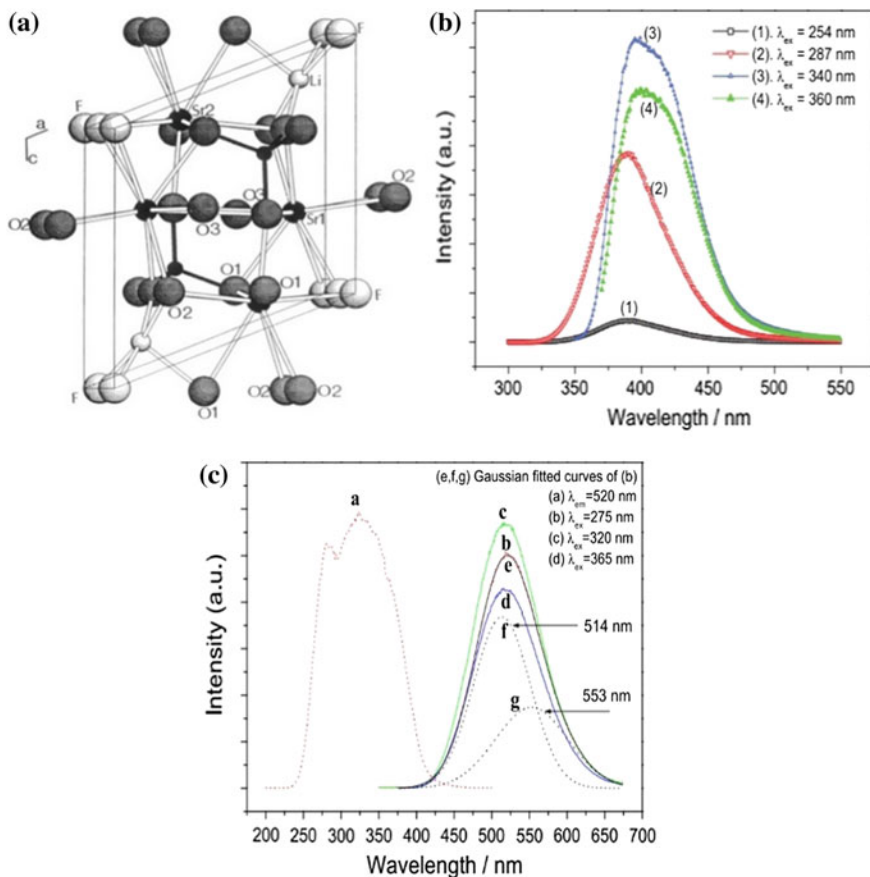 (a)
F
Li
Sr2
a
c
F
O2
O3
O2
O3
Sr1
O1
O1
O2
F
F
O1
O2 O2
(b)
(3)
(4)
(2)
(1)
(1). λex = 254 nm
(2). λex = 287 nm
(3). λex = 340 nm
(4). λex = 360 nm
Intensity (a.u.)
300 350 400 450 500 550
Wavelength / nm
(c)
(e,f,g) Gaussian fitted curves of (b)
(a) λem=520 nm
(b) λex=275 nm
(c) λex=320 nm
(d) λex=365 nm
a
c
b
e
d
f
g
514 nm
553 nm
Intensity (a.u.)
200 250 300 350 400 450 500 550 600 650 700
Wavelength / nm